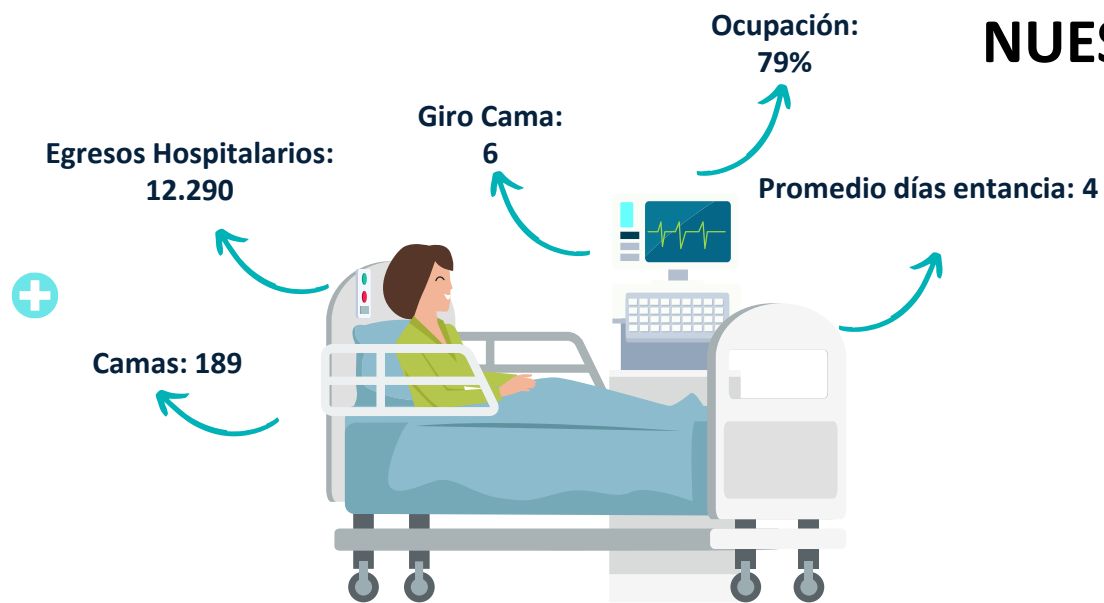 Ocupación:
79%
NUES
Giro Cama:
6
Egresos Hospitalarios:
12.290
Promedio días entancia: 4
Camas: 189